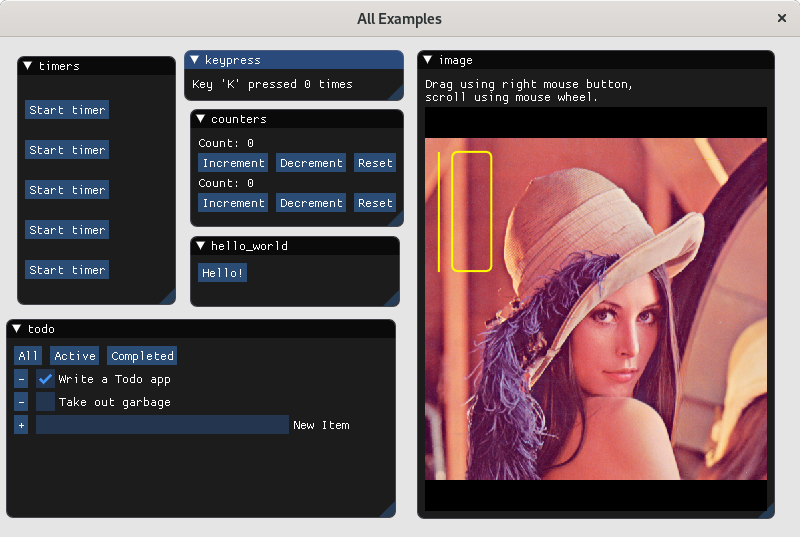 All Examples
timers
Start timer
Start timer
Start timer
Start timer
Start timer
keypress
Key 'K' pressed 0 times
counters
Count: 0
Increment Decrement Reset
Count: 0
Increment Decrement Reset
hello_world
Hello!
todo
All Active Completed
- Write a Todo app
- Take out garbage
+ New Item
image
Drag using right mouse button,
scroll using mouse wheel.